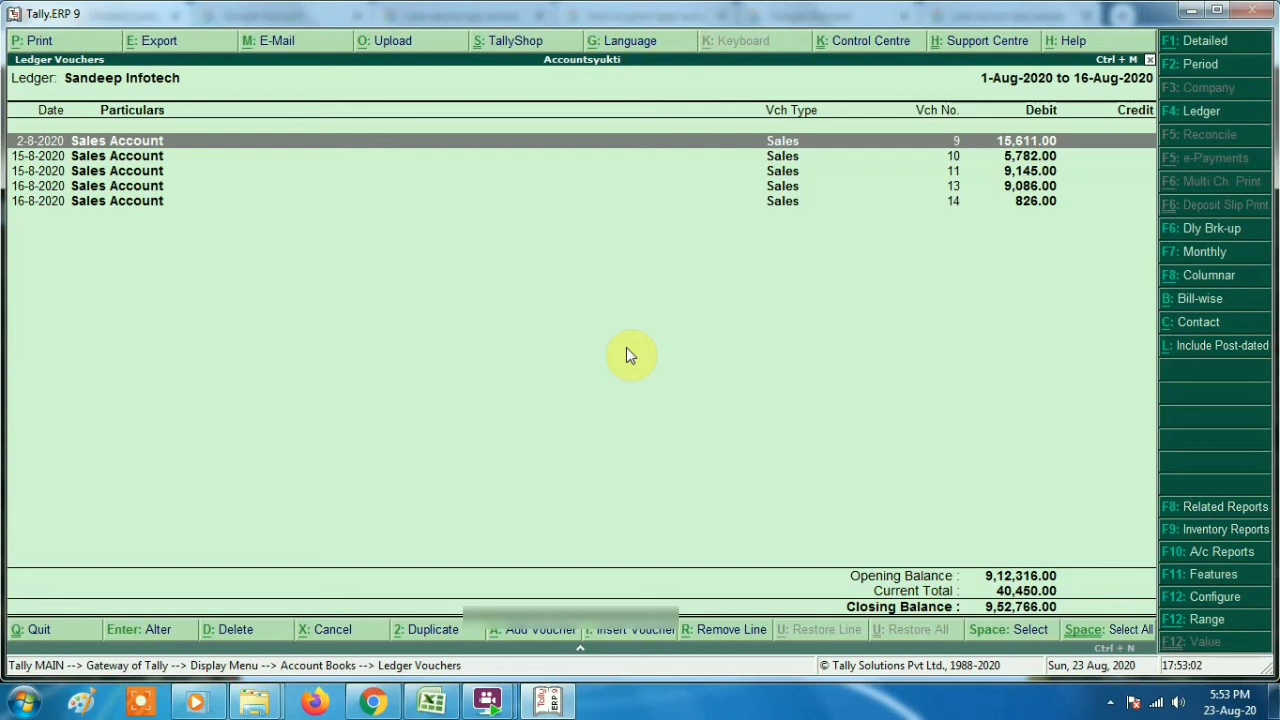 Tally.ERP 9
P: Print E: Export M: E-Mail O: Upload S: TallyShop G: Language K: Keyboard K: Control Centre H: Support Centre H: Help
Ledger Vouchers Accountsyukti Ctrl + M
Ledger: Sandeep Infotech 1-Aug-2020 to 16-Aug-2020
Date Particulars Vch Type Vch No. Debit Credit
2-8-2020 Sales Account Sales 9 15,611.00
15-8-2020 Sales Account Sales 10 5,782.00
15-8-2020 Sales Account Sales 11 9,145.00
16-8-2020 Sales Account Sales 13 9,086.00
16-8-2020 Sales Account Sales 14 826.00
Opening Balance : 9,12,316.00
Current Total : 40,450.00
Closing Balance : 9,52,766.00
F1: Detailed
F2: Period
F3: Company
F4: Ledger
F5: Reconcile
F5: e-Payments
F6: Multi Ch. Print
F6: Deposit Slip Print
F6: Dly Brk-up
F7: Monthly
F8: Columnar
B: Bill-wise
C: Contact
L: Include Post-dated
F8: Related Reports
F9: Inventory Reports
F10: A/c Reports
F11: Features
F12: Configure
F12: Range
F12: Value
Q: Quit Enter: Alter D: Delete X: Cancel 2: Duplicate A: Add Voucher I: Insert Voucher R: Remove Line U: Restore Line U: Restore All Space: Select Space: Select All
Ctrl + N
Tally MAIN --> Gateway of Tally --> Display Menu --> Account Books --> Ledger Vouchers © Tally Solutions Pvt Ltd., 1988-2020 Sun, 23 Aug, 2020 17:53:02
Tally ERP 9
5:53 PM
23-Aug-20